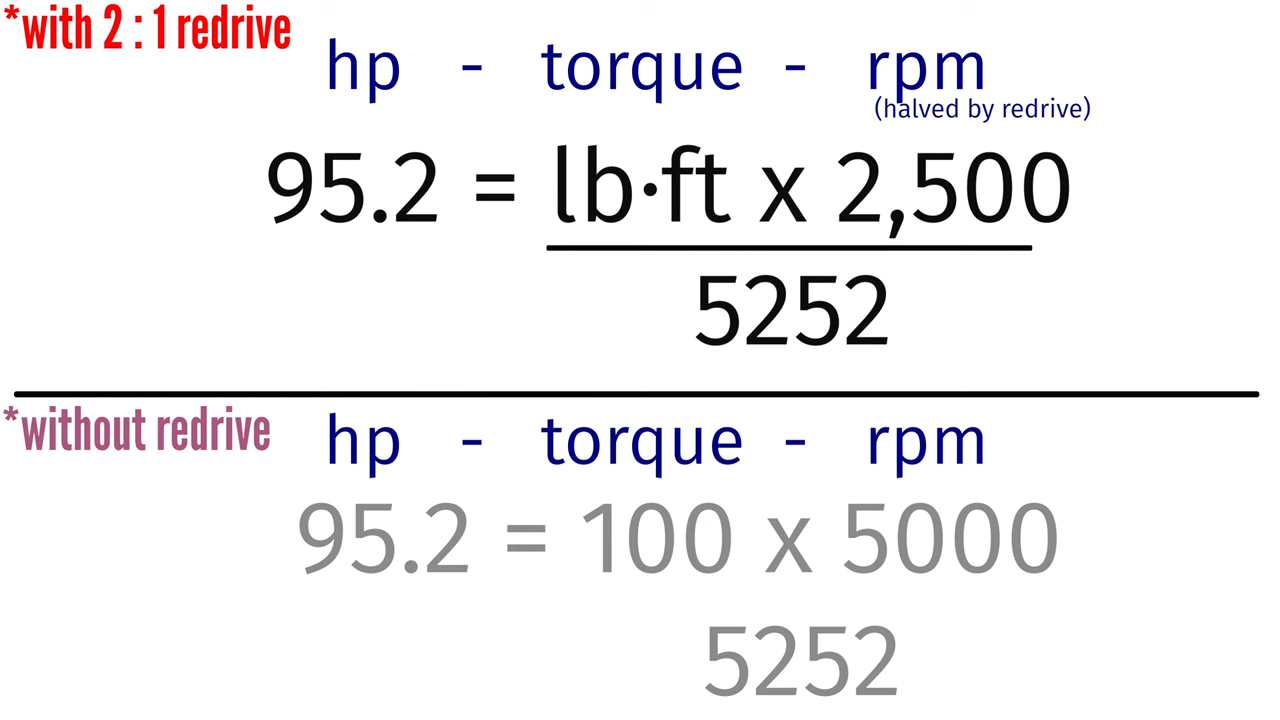 *with 2 : 1 redrive
hp - torque - rpm
(halved by redrive)
95.2 = lb·ft x 2,500
5252
*without redrive
hp - torque - rpm
95.2 = 100 x 5000
5252